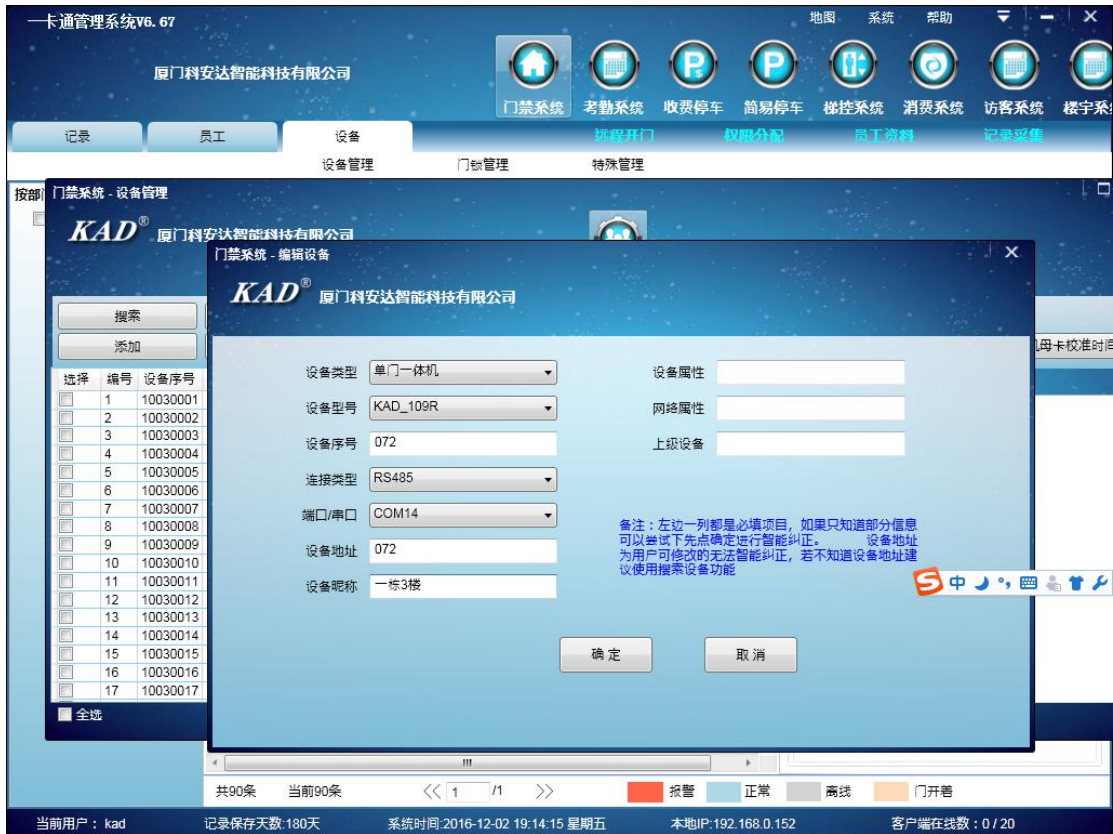 一卡通管理系统V6.67
地图 系统 帮助
厦门科安达智能科技有限公司
门禁系统 考勤系统 收费停车 简易停车 梯控系统 消费系统 访客系统 楼宇系
记录 员工 设备 远程开门 权限分配 员工资料 记录采集
设备管理 门锁管理 特殊管理
按部门
门禁系统 - 设备管理
KAD® 厦门科安达智能科技有限公司
门禁系统 - 编辑设备
KAD® 厦门科安达智能科技有限公司
搜索
添加
机母卡校准时间
选择 编号 设备序号
1 10030001
2 10030002
3 10030003
4 10030004
5 10030005
6 10030006
7 10030007
8 10030008
9 10030009
10 10030010
11 10030011
12 10030012
13 10030013
14 10030014
15 10030015
16 10030016
17 10030017
全选
设备类型 单门一体机
设备型号 KAD_109R
设备序号 072
连接类型 RS485
端口/串口 COM14
设备地址 072
设备昵称 一栋3楼
设备属性
网络属性
上级设备
备注：左边一列都是必填项目，如果只知道部分信息
可以尝试下先点确定进行智能纠正。 设备地址
为用户可修改的无法智能纠正，若不知道设备地址建
议使用搜索设备功能
中
确定 取消
共90条 当前90条 << 1 /1 >> 报警 正常 离线 门开着
当前用户：kad 记录保存天数:180天 系统时间:2016-12-02 19:14:15 星期五 本地IP:192.168.0.152 客户端在线数：0 / 20